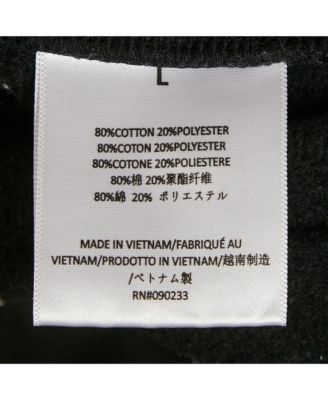 L
80%COTTON 20%POLYESTER
80%COTON 20%POLYESTER
80%COTONE 20%POLIESTERE
80%棉 20%聚酯纤维
80%綿 20% ポリエステル
MADE IN VIETNAM/FABRIQUÉ AU
VIETNAM/PRODOTTO IN VIETNAM/越南制造
/ベトナム製
RN#090233